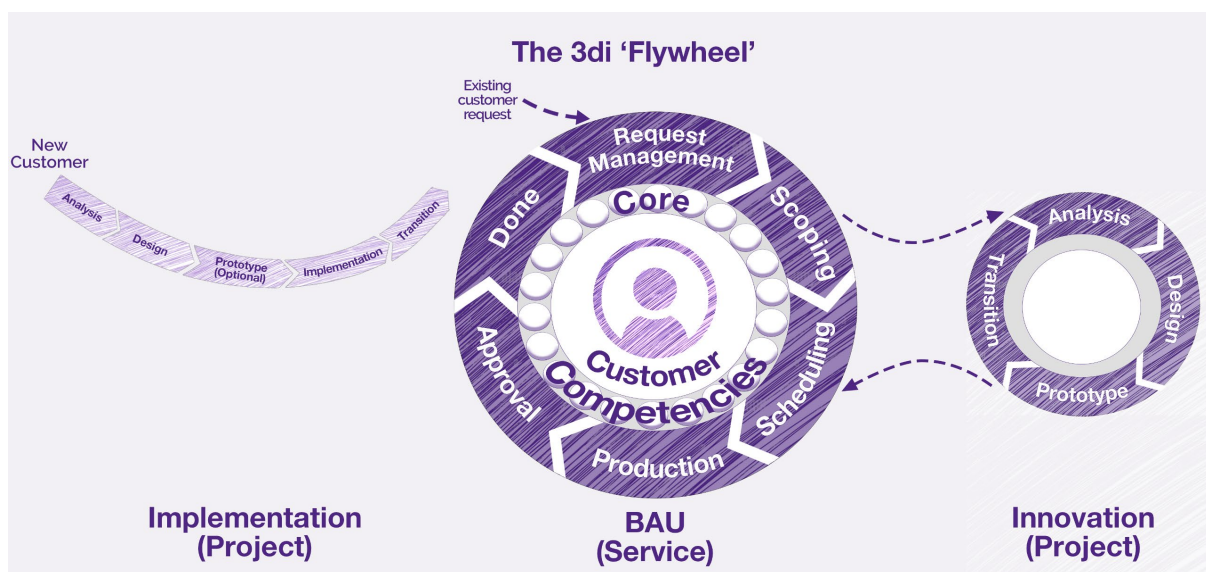 The 3di ‘Flywheel’
New
Customer
Analysis
Design
Prototype
(Optional)
Implementation
Transition
Existing
customer
request
Request
Management
Scoping
Scheduling
Production
Approval
Done
Core
Competencies
Customer
Analysis
Design
Prototype
Transition
Implementation
(Project)
BAU
(Service)
Innovation
(Project)